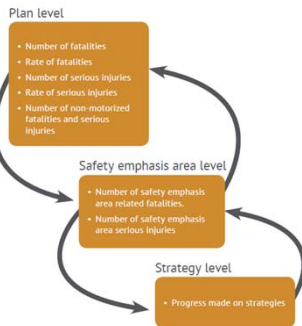 Plan level
• Number of fatalities
• Rate of fatalities
• Number of serious injuries
• Rate of serious injuries
• Number of non-motorized
fatalities and serious
injuries
Safety emphasis area level
• Number of safety emphasis
area related fatalities.
• Number of safety emphasis
area serious injuries
Strategy level
• Progress made on strategies